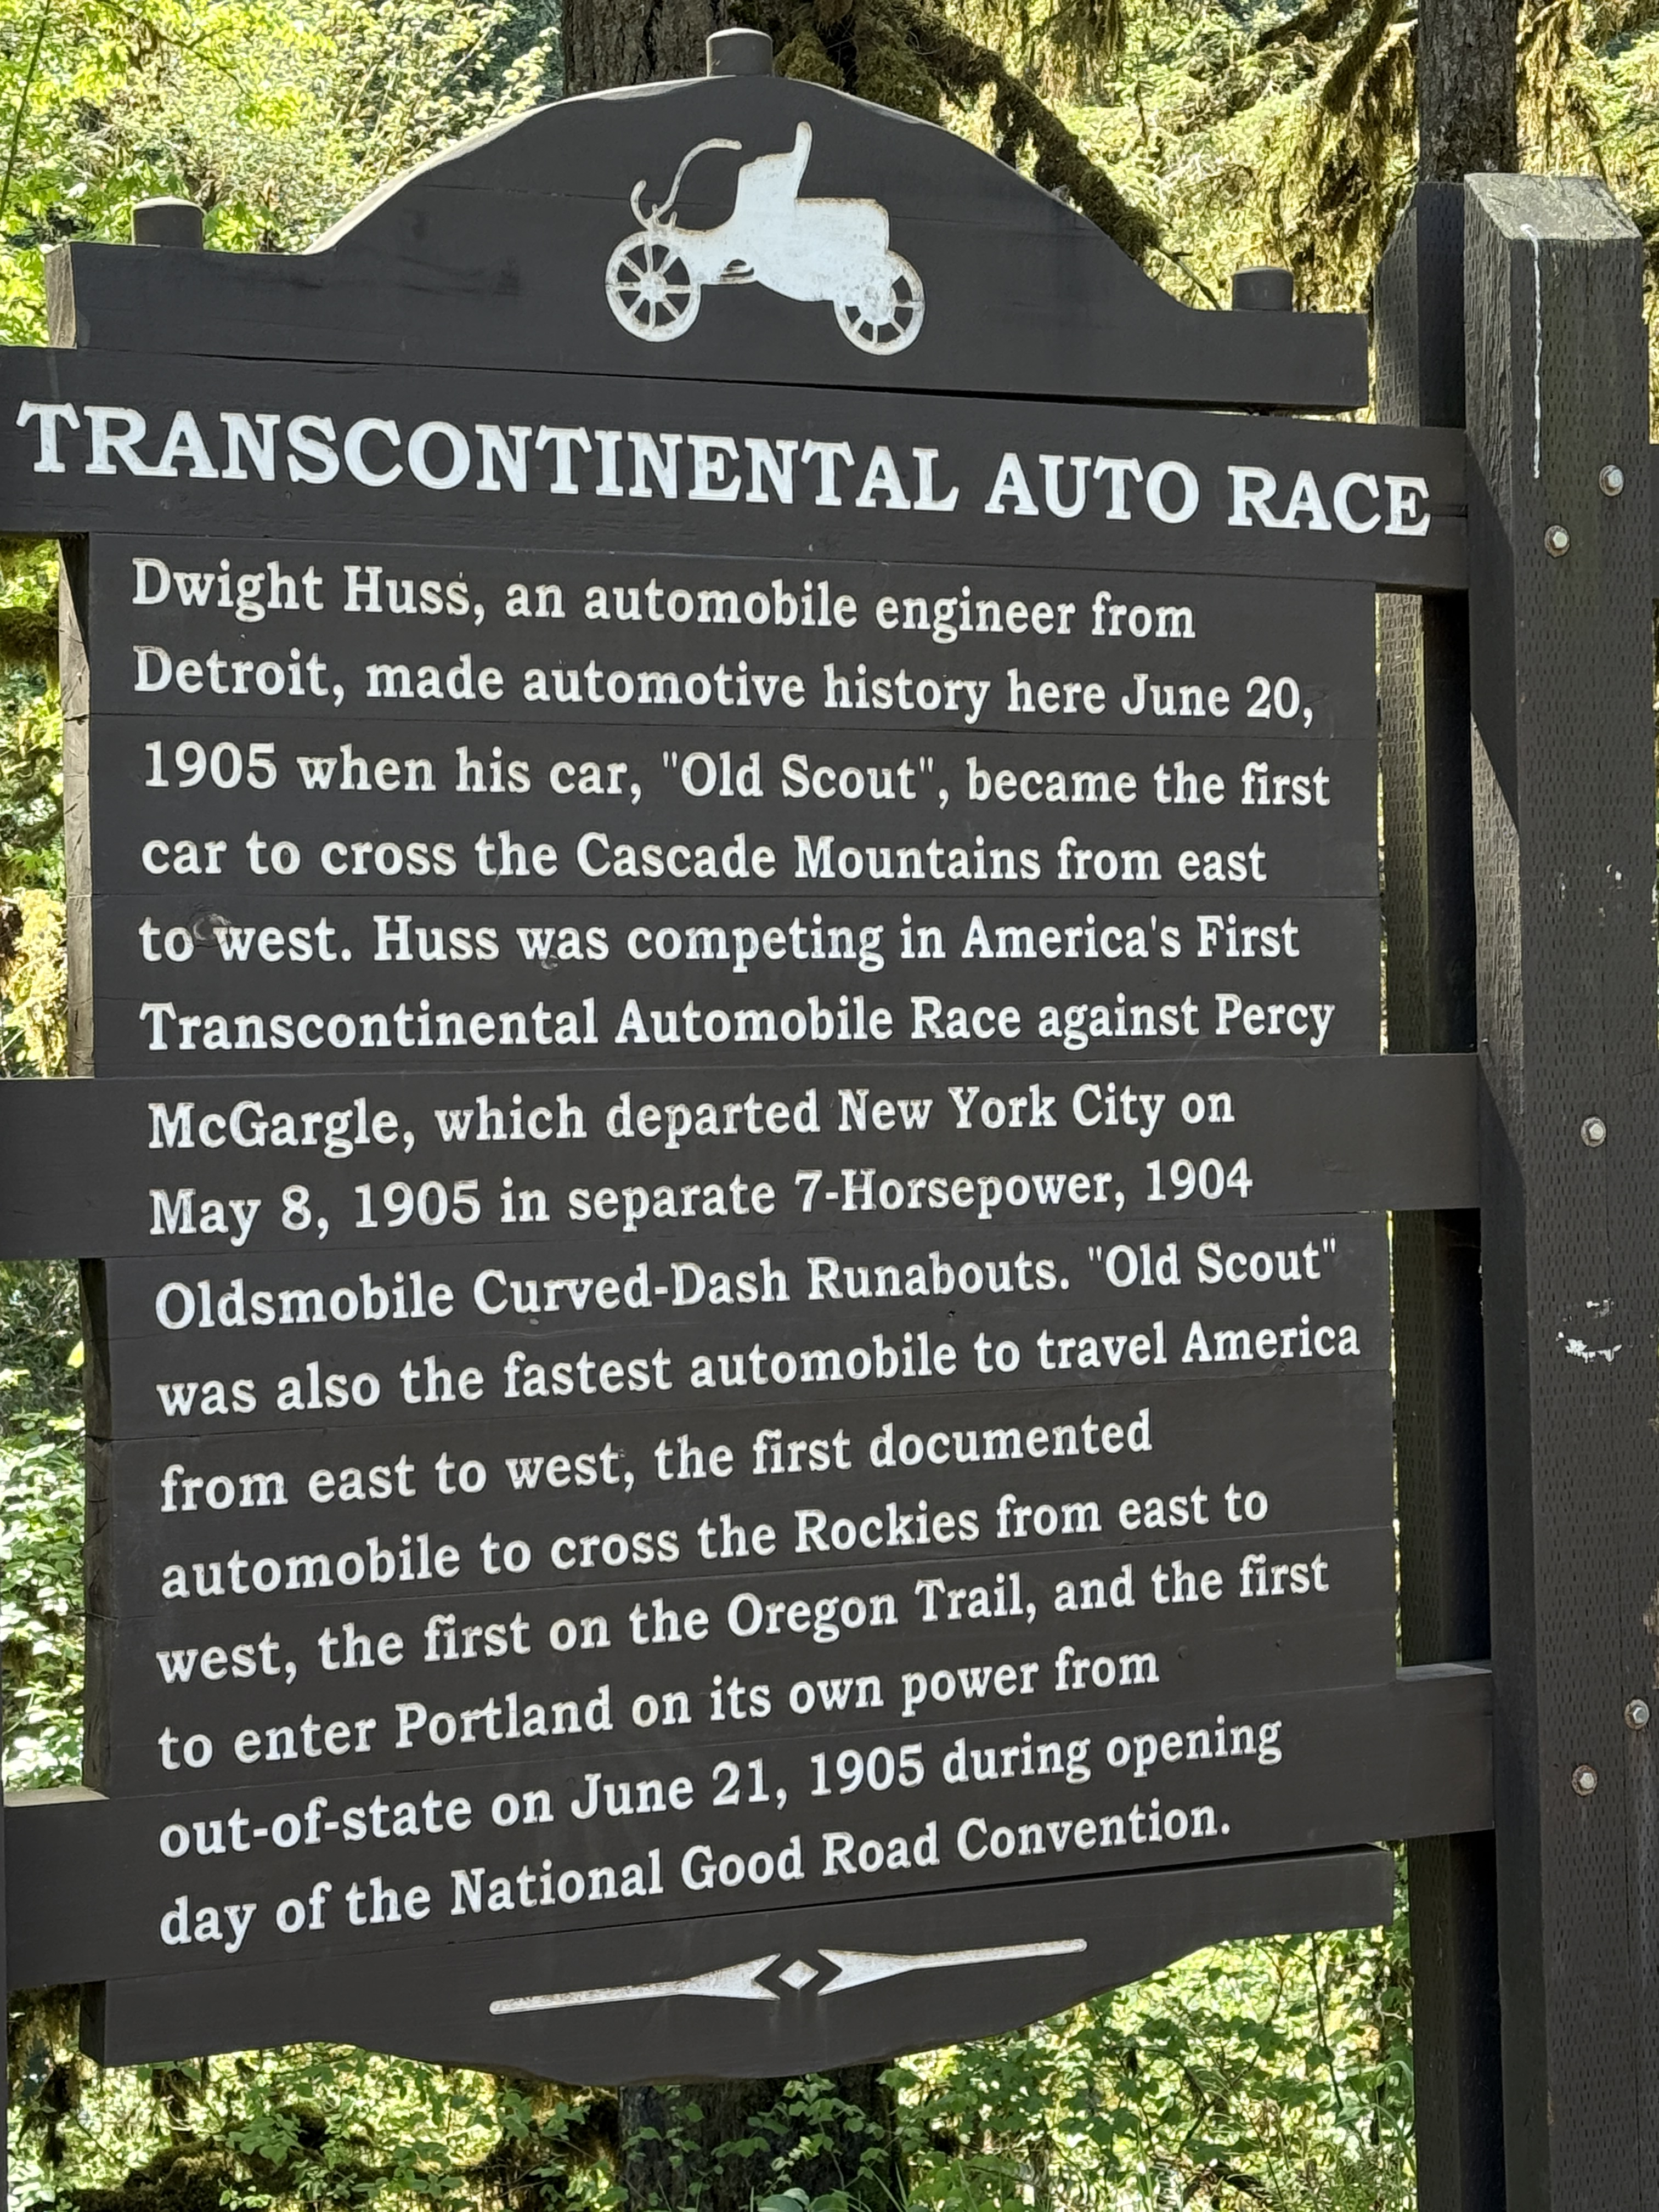 TRANSCONTINENTAL AUTO RACE
Dwight Huss, an automobile engineer from
Detroit, made automotive history here June 20,
1905 when his car, "Old Scout", became the first
car to cross the Cascade Mountains from east
to west. Huss was competing in America's First
Transcontinental Automobile Race against Percy
McGargle, which departed New York City on
May 8, 1905 in separate 7-Horsepower, 1904
Oldsmobile Curved-Dash Runabouts. "Old Scout"
was also the fastest automobile to travel America
from east to west, the first documented
automobile to cross the Rockies from east to
west, the first on the Oregon Trail, and the first
to enter Portland on its own power from
out-of-state on June 21, 1905 during opening
day of the National Good Road Convention.